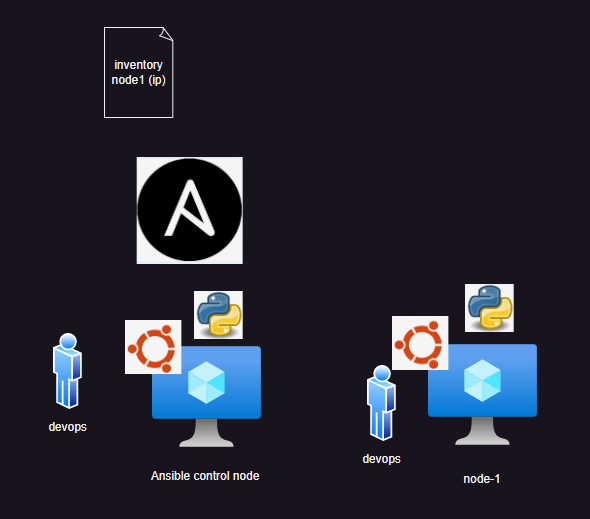 inventory
node1 (ip)
devops
Ansible control node
devops
node-1